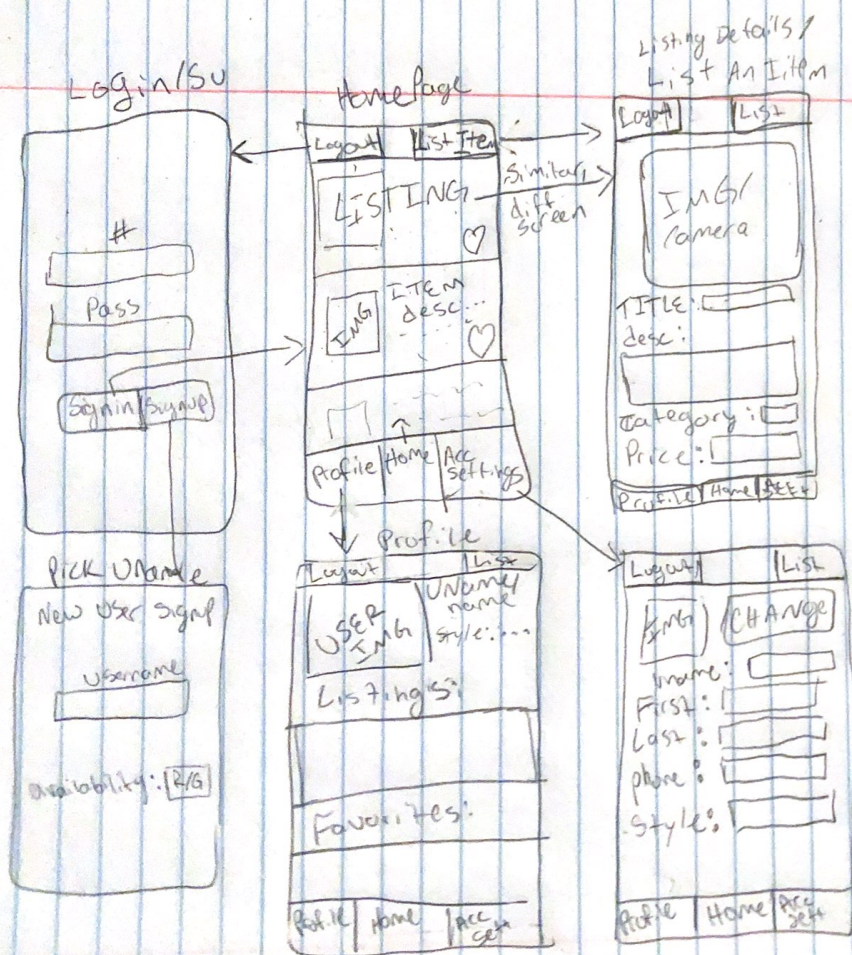 Login/SU
#
Pass
Signin
Signup
Pick Uname
New User Signup
Username
availability: R/G
HomePage
Logout
List Item
LISTING
ITEM
desc...
IMG
Profile
Home
Acc
settings
Similar,
diff
screen
Listing Details/
List An Item
Logout
List
IMG/
camera
TITLE:
desc:
Category:
Price:
Profile
Home
Profile
Logout
List
USER
IMG
UName/
name
Style:....
Listings:
Favorites:
Profile
Home
Acc
sett
Logout
List
IMG
CHANGE
Uname:
First:
Last:
phone:
Style:
Profile
Home
Acc
sett